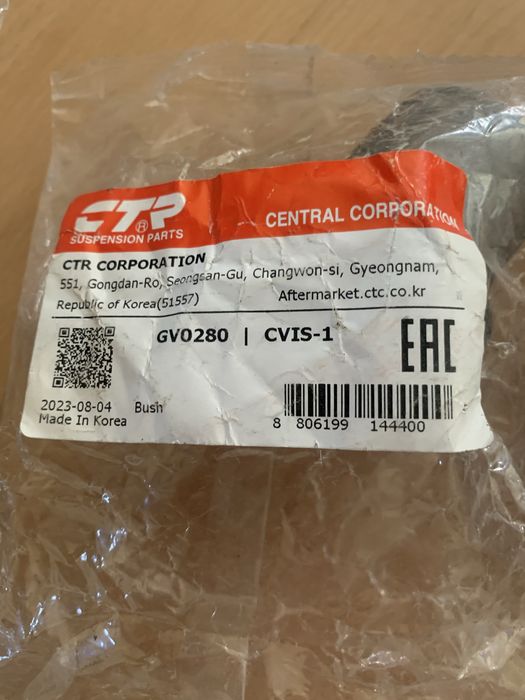 CTR®
SUSPENSION PARTS
CENTRAL CORPORATION
CTR CORPORATION
551, Gongdan-Ro, Seongsan-Gu, Changwon-si, Gyeongnam,
Republic of Korea(51557) Aftermarket.ctc.co.kr
GV0280 | CVIS-1
EAC
2023-08-04 Bush
Made In Korea
8 806199 144400